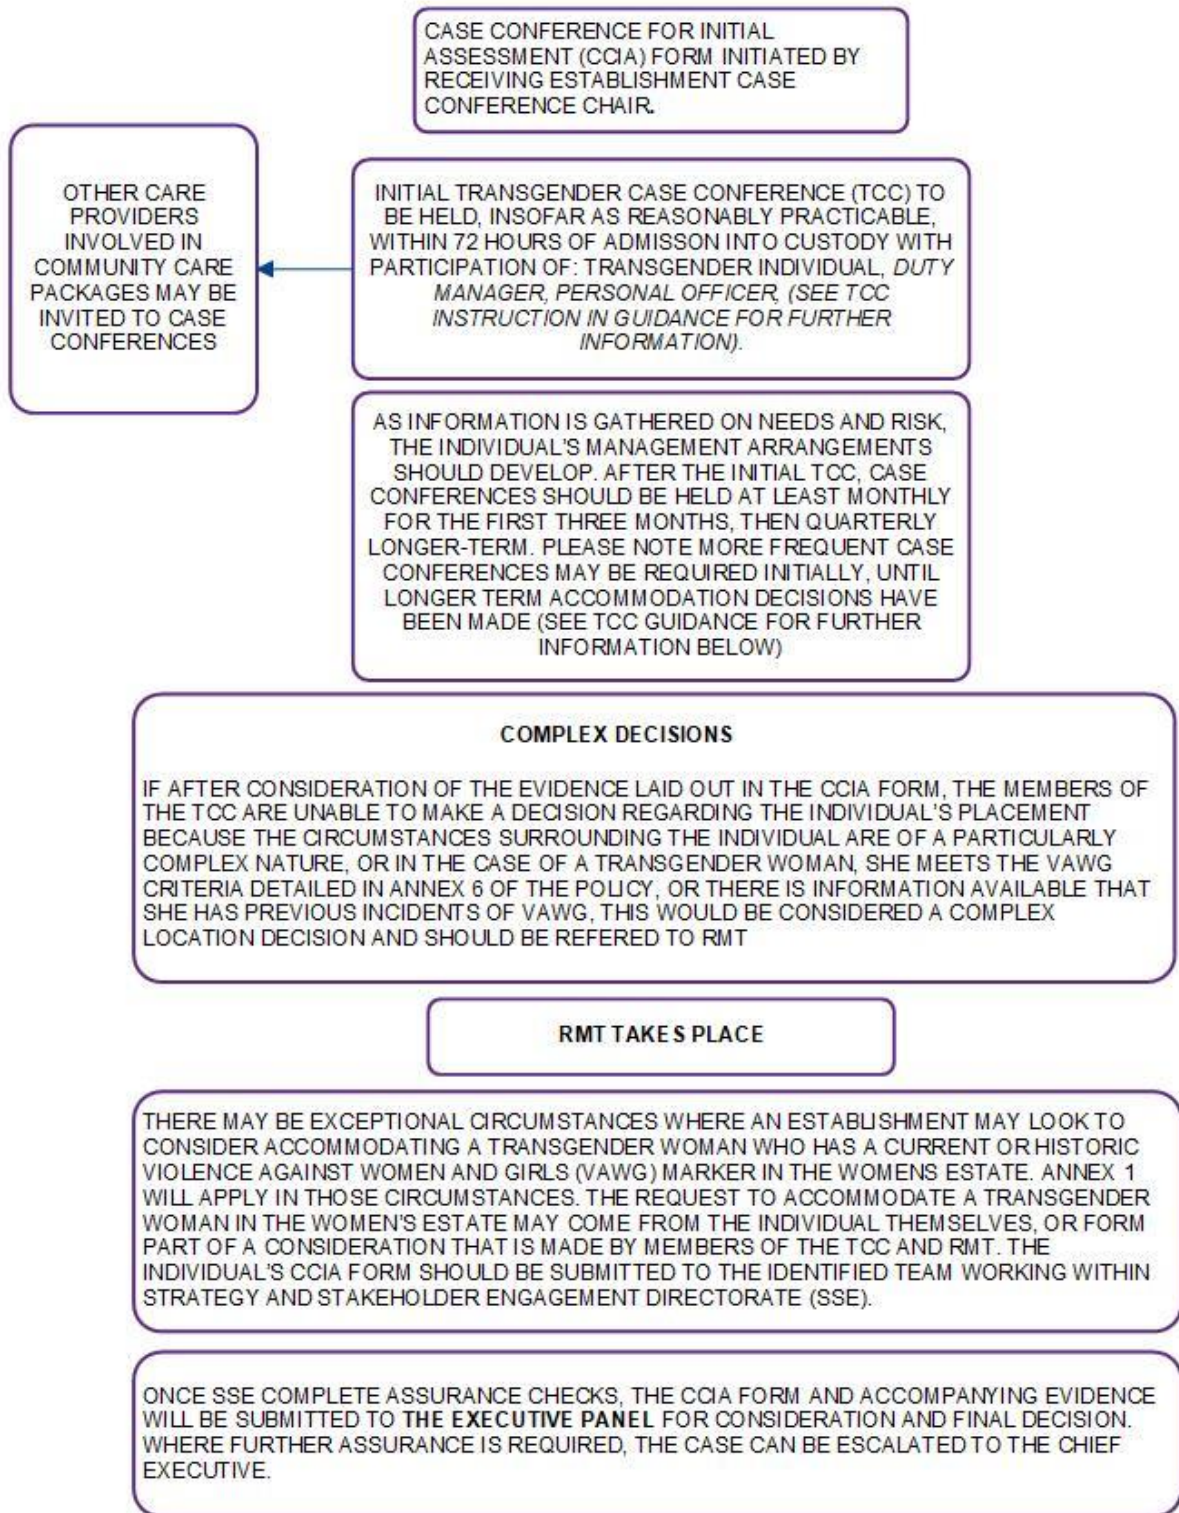 CASE CONFERENCE FOR INITIAL
ASSESSMENT (CCIA) FORM INITIATED BY
RECEIVING ESTABLISHMENT CASE
CONFERENCE CHAIR.
OTHER CARE
PROVIDERS
INVOLVED IN
COMMUNITY CARE
PACKAGES MAY BE
INVITED TO CASE
CONFERENCES
INITIAL TRANSGENDER CASE CONFERENCE (TCC) TO
BE HELD, INSOFAR AS REASONABLY PRACTICABLE,
WITHIN 72 HOURS OF ADMISSON INTO CUSTODY WITH
PARTICIPATION OF: TRANSGENDER INDIVIDUAL, DUTY
MANAGER, PERSONAL OFFICER, (SEE TCC
INSTRUCTION IN GUIDANCE FOR FURTHER
INFORMATION).
AS INFORMATION IS GATHERED ON NEEDS AND RISK,
THE INDIVIDUAL'S MANAGEMENT ARRANGEMENTS
SHOULD DEVELOP. AFTER THE INITIAL TCC, CASE
CONFERENCES SHOULD BE HELD AT LEAST MONTHLY
FOR THE FIRST THREE MONTHS, THEN QUARTERLY
LONGER-TERM. PLEASE NOTE MORE FREQUENT CASE
CONFERENCES MAY BE REQUIRED INITIALLY, UNTIL
LONGER TERM ACCOMMODATION DECISIONS HAVE
BEEN MADE (SEE TCC GUIDANCE FOR FURTHER
INFORMATION BELOW)
COMPLEX DECISIONS
IF AFTER CONSIDERATION OF THE EVIDENCE LAID OUT IN THE CCIA FORM, THE MEMBERS OF
THE TCC ARE UNABLE TO MAKE A DECISION REGARDING THE INDIVIDUAL'S PLACEMENT
BECAUSE THE CIRCUMSTANCES SURROUNDING THE INDIVIDUAL ARE OF A PARTICULARLY
COMPLEX NATURE, OR IN THE CASE OF A TRANSGENDER WOMAN, SHE MEETS THE VAWG
CRITERIA DETAILED IN ANNEX 6 OF THE POLICY, OR THERE IS INFORMATION AVAILABLE THAT
SHE HAS PREVIOUS INCIDENTS OF VAWG, THIS WOULD BE CONSIDERED A COMPLEX
LOCATION DECISION AND SHOULD BE REFERED TO RMT
RMT TAKES PLACE
THERE MAY BE EXCEPTIONAL CIRCUMSTANCES WHERE AN ESTABLISHMENT MAY LOOK TO
CONSIDER ACCOMMODATING A TRANSGENDER WOMAN WHO HAS A CURRENT OR HISTORIC
VIOLENCE AGAINST WOMEN AND GIRLS (VAWG) MARKER IN THE WOMENS ESTATE. ANNEX 1
WILL APPLY IN THOSE CIRCUMSTANCES. THE REQUEST TO ACCOMMODATE A TRANSGENDER
WOMAN IN THE WOMEN'S ESTATE MAY COME FROM THE INDIVIDUAL THEMSELVES, OR FORM
PART OF A CONSIDERATION THAT IS MADE BY MEMBERS OF THE TCC AND RMT. THE
INDIVIDUAL'S CCIA FORM SHOULD BE SUBMITTED TO THE IDENTIFIED TEAM WORKING WITHIN
STRATEGY AND STAKEHOLDER ENGAGEMENT DIRECTORATE (SSE).
ONCE SSE COMPLETE ASSURANCE CHECKS, THE CCIA FORM AND ACCOMPANYING EVIDENCE
WILL BE SUBMITTED TO THE EXECUTIVE PANEL FOR CONSIDERATION AND FINAL DECISION.
WHERE FURTHER ASSURANCE IS REQUIRED, THE CASE CAN BE ESCALATED TO THE CHIEF
EXECUTIVE.